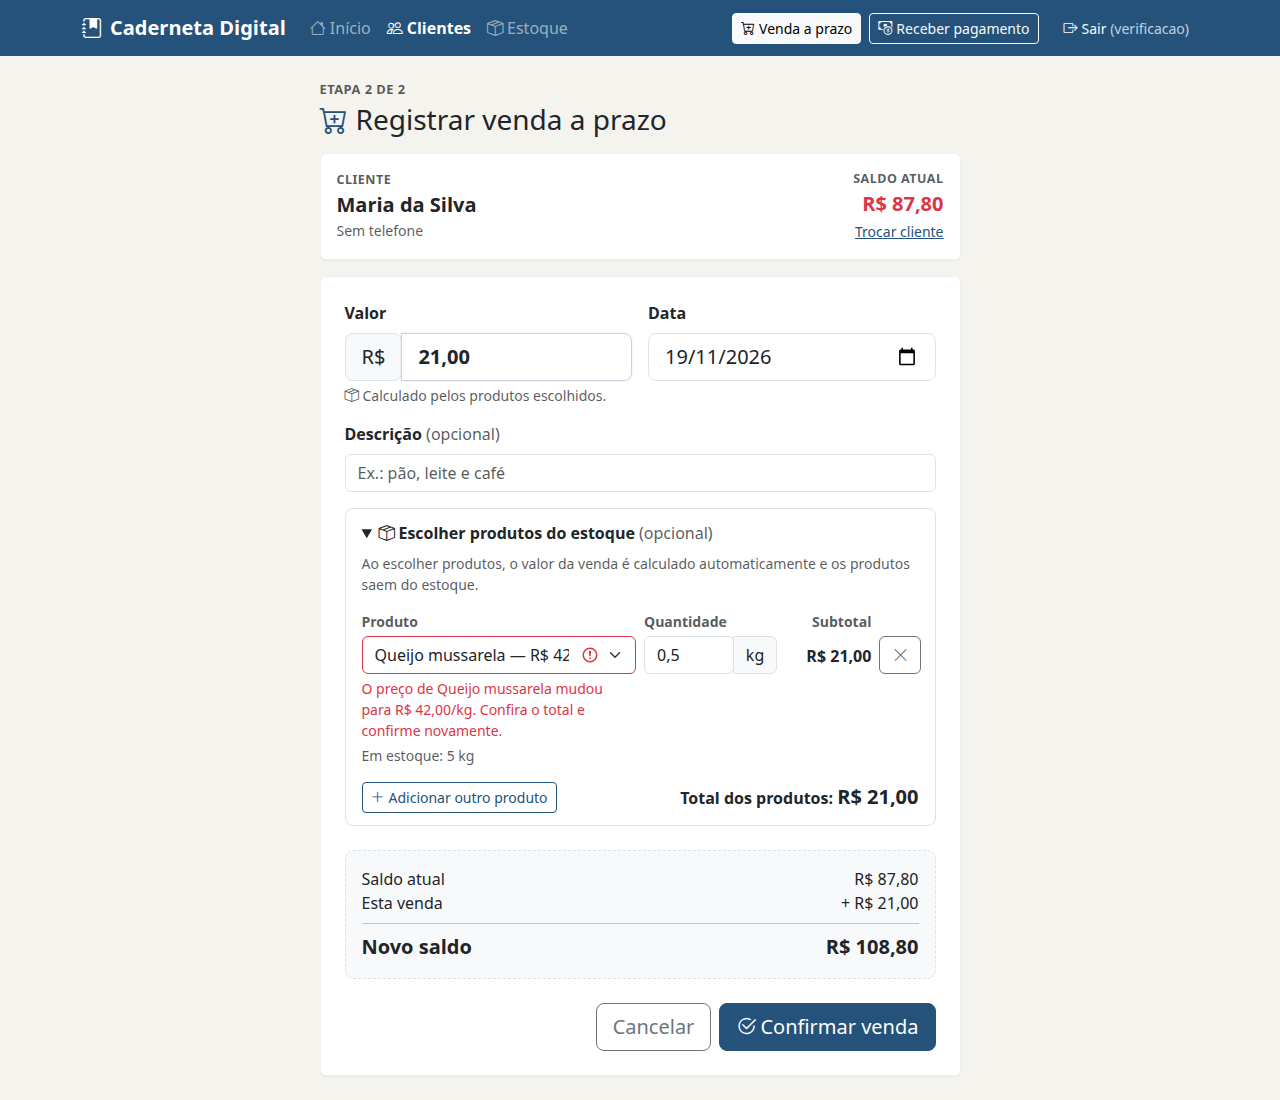 Caderneta Digital
Início
Clientes
Estoque
Venda a prazo
Receber pagamento
Sair (verificacao)
ETAPA 2 DE 2
Registrar venda a prazo
CLIENTE
Maria da Silva
Sem telefone
SALDO ATUAL
R$ 87,80
Trocar cliente
Valor
R$ 21,00
Data
19/11/2026
Calculado pelos produtos escolhidos.
Descrição (opcional)
Ex.: pão, leite e café
Escolher produtos do estoque (opcional)
Ao escolher produtos, o valor da venda é calculado automaticamente e os produtos
saem do estoque.
Produto
Quantidade
Subtotal
Queijo mussarela — R$ 42
0,5
kg
R$ 21,00
O preço de Queijo mussarela mudou
para R$ 42,00/kg. Confira o total e
confirme novamente.
Em estoque: 5 kg
Adicionar outro produto
Total dos produtos: R$ 21,00
Saldo atual
R$ 87,80
Esta venda
+ R$ 21,00
Novo saldo
R$ 108,80
Cancelar
Confirmar venda